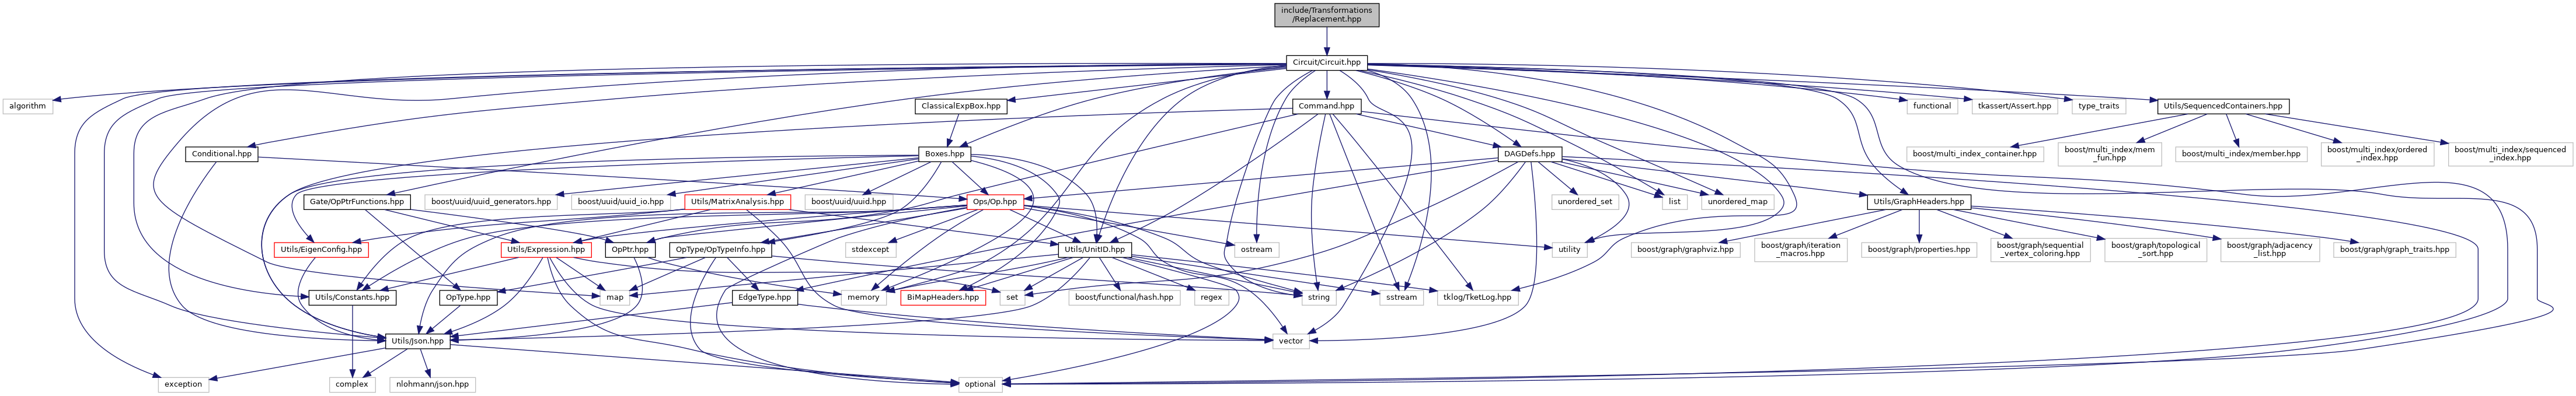 include/Transformations
/Replacement.hpp
Circuit/Circuit.hpp
algorithm
ClassicalExpBox.hpp
Command.hpp
functional
tkassert/Assert.hpp
type_traits
Utils/SequencedContainers.hpp
Conditional.hpp
Boxes.hpp
DAGDefs.hpp
boost/multi_index_container.hpp
boost/multi_index/mem
_fun.hpp
boost/multi_index/member.hpp
boost/multi_index/ordered
_index.hpp
boost/multi_index/sequenced
_index.hpp
Gate/OpPtrFunctions.hpp
boost/uuid/uuid_generators.hpp
boost/uuid/uuid_io.hpp
Utils/MatrixAnalysis.hpp
boost/uuid/uuid.hpp
Ops/Op.hpp
unordered_set
list
unordered_map
Utils/GraphHeaders.hpp
Utils/EigenConfig.hpp
Utils/Expression.hpp
OpPtr.hpp
OpType/OpTypeInfo.hpp
stdexcept
Utils/UnitID.hpp
ostream
utility
boost/graph/graphviz.hpp
boost/graph/iteration
_macros.hpp
boost/graph/properties.hpp
boost/graph/sequential
_vertex_coloring.hpp
boost/graph/topological
_sort.hpp
boost/graph/adjacency
_list.hpp
boost/graph/graph_traits.hpp
Utils/Constants.hpp
OpType.hpp
map
EdgeType.hpp
memory
BiMapHeaders.hpp
set
boost/functional/hash.hpp
regex
string
sstream
tklog/TketLog.hpp
Utils/Json.hpp
vector
exception
complex
nlohmann/json.hpp
optional